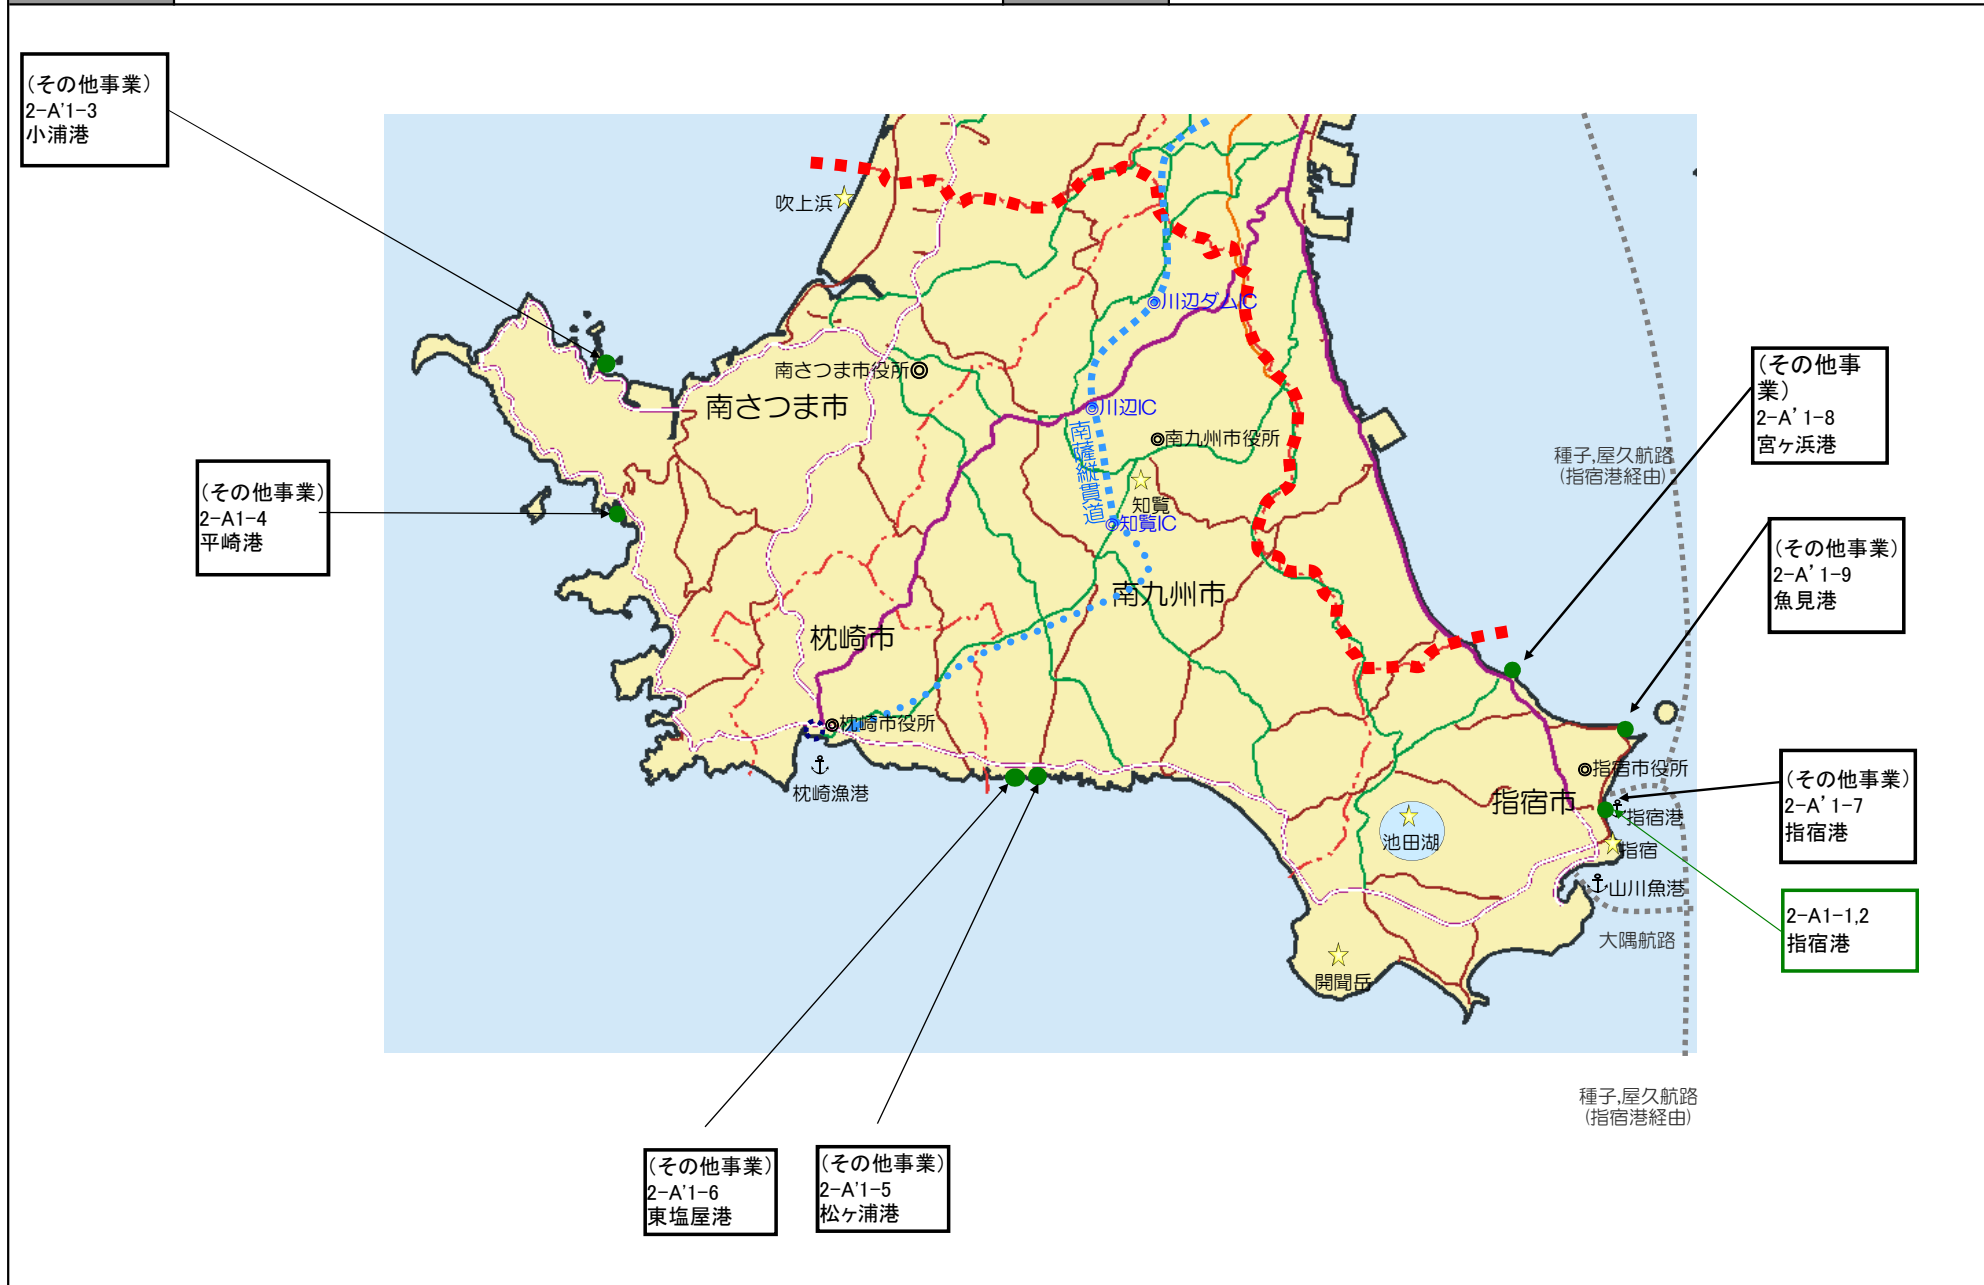 (その他事業)
2-A'1-3
小浦港
吹上浜
川辺ダムIC
南さつま市役所
南さつま市
川辺IC
南薩縦貫道
南九州市役所
知覧
知覧IC
(その他事
業)
2-A'1-8
宮ヶ浜港
種子,屋久航路
(指宿港経由)
(その他事業)
2-A1-4
平崎港
(その他事業)
2-A'1-9
魚見港
南九州市
枕崎市
枕崎市役所
枕崎漁港
指宿市役所
指宿市
指宿港
(その他事業)
2-A'1-7
指宿港
池田湖
指宿
山川魚港
2-A1-1,2
指宿港
大隅航路
開聞岳
種子,屋久航路
(指宿港経由)
(その他事業)
2-A'1-6
東塩屋港
(その他事業)
2-A'1-5
松ヶ浦港